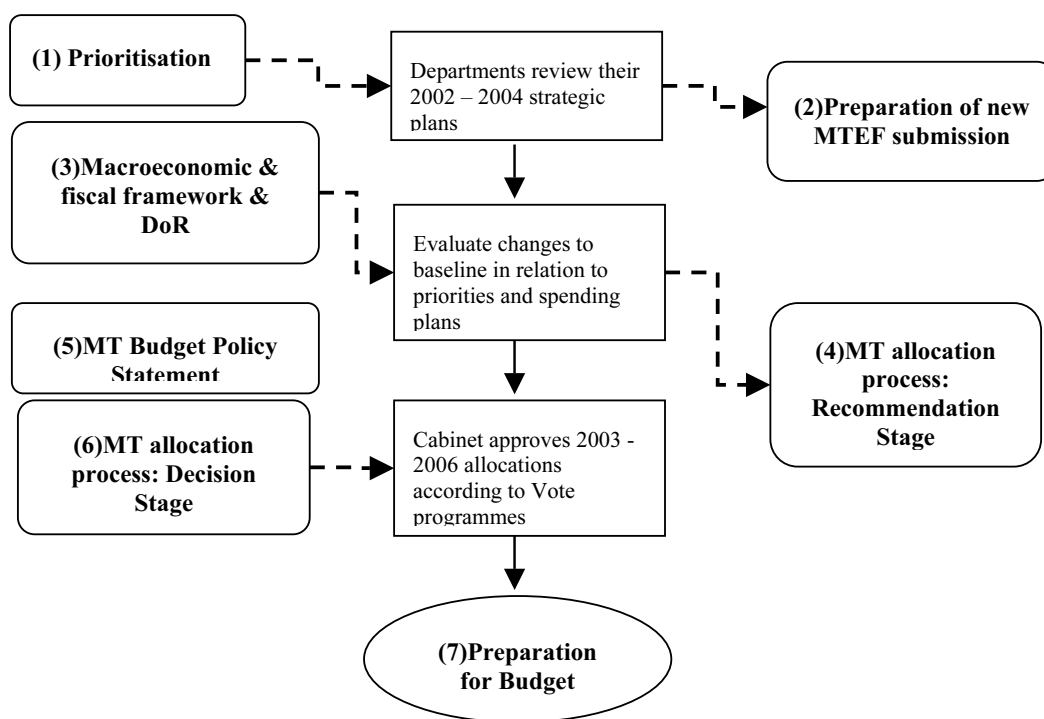 (1) Prioritisation
Departments review their
2002 – 2004 strategic
plans
(2)Preparation of new
MTEF submission
(3)Macroeconomic &
fiscal framework &
DoR
Evaluate changes to
baseline in relation to
priorities and spending
plans
(4)MT allocation
process:
Recommendation
Stage
(5)MT Budget Policy
Statement
(6)MT allocation
process: Decision
Stage
Cabinet approves 2003 -
2006 allocations
according to Vote
programmes
(7)Preparation
for Budget